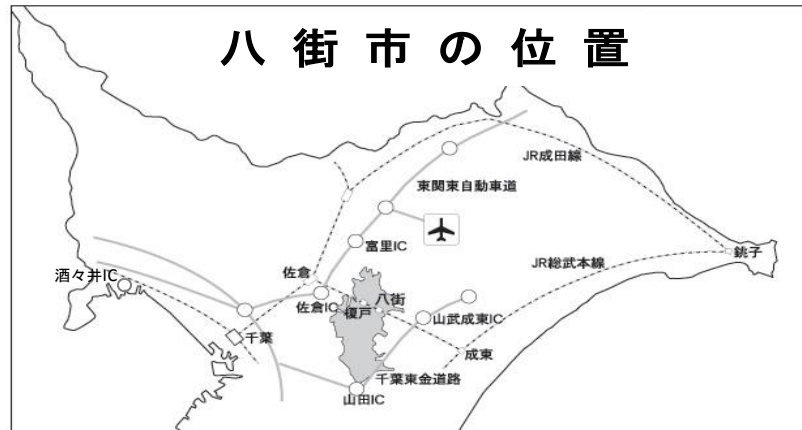 八街市の位置
JR成田線
東関東自動車道
富里IC
銚子
JR総武本線
佐倉
酒々井IC
八街
佐倉IC
榎戸
山武成東IC
千葉
成東
千葉東金道路
山田IC